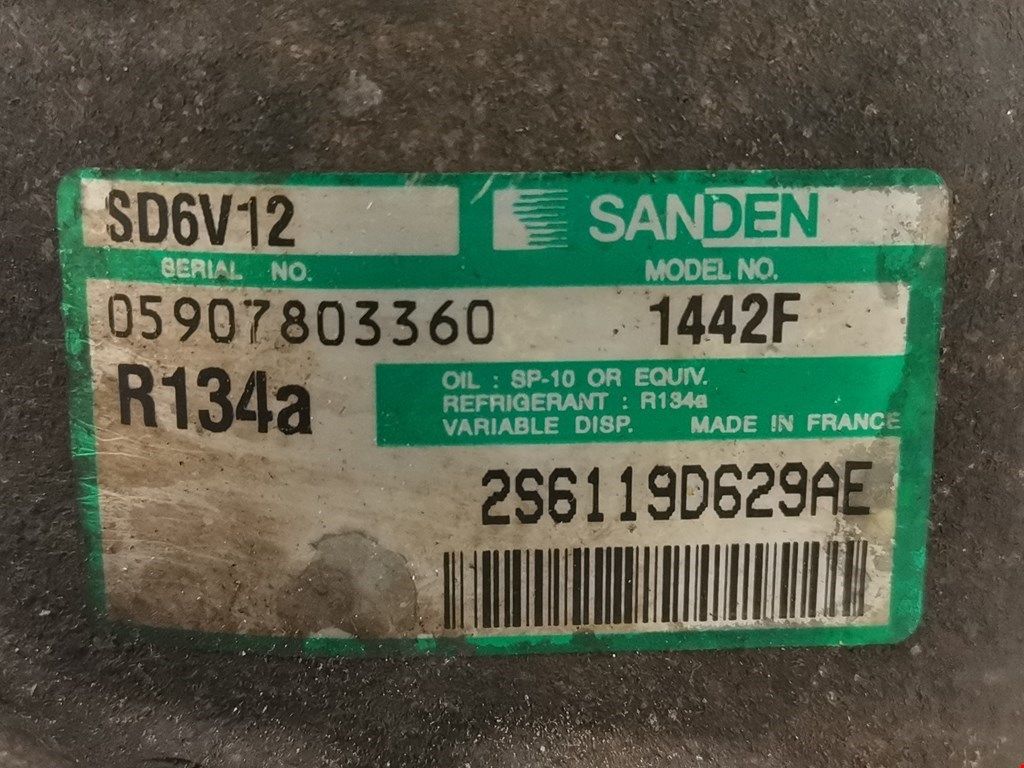 SD6V12 SANDEN
SERIAL NO. MODEL NO.
05907803360 1442F
R134a
OIL : SP-10 OR EQUIV.
REFRIGERANT : R134a
VARIABLE DISP. MADE IN FRANCE
2S6119D629AE